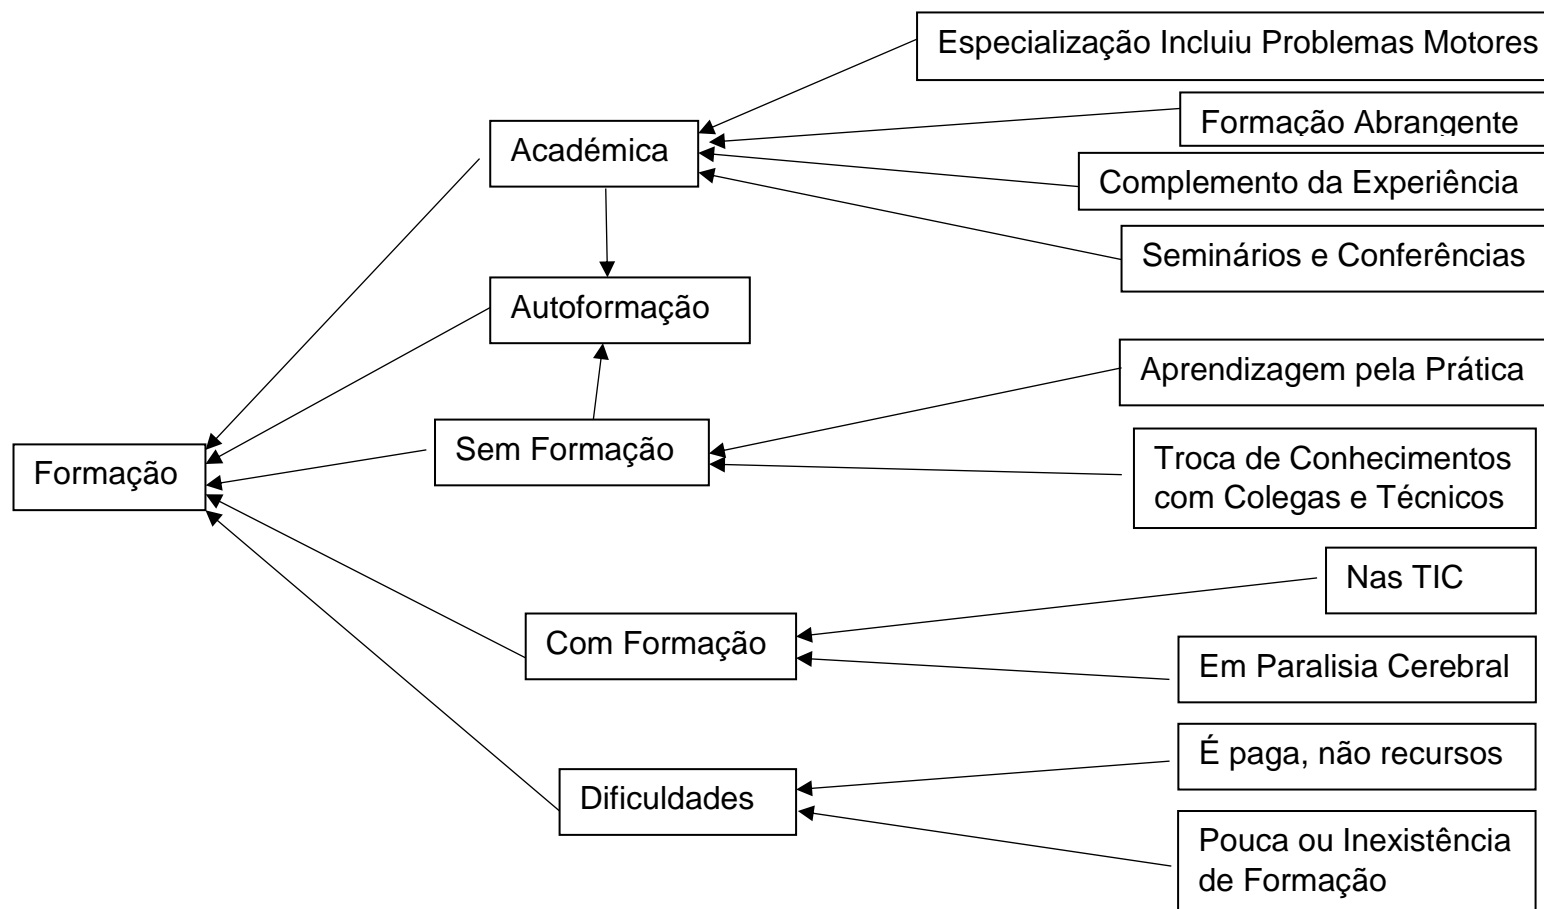 Especialização Incluiu Problemas Motores
Formação Abrangente
Académica
Complemento da Experiência
Seminários e Conferências
Autoformação
Aprendizagem pela Prática
Sem Formação
Formação
Troca de Conhecimentos
com Colegas e Técnicos
Nas TIC
Com Formação
Em Paralisia Cerebral
É paga, não recursos
Dificuldades
Pouca ou Inexistência
de Formação